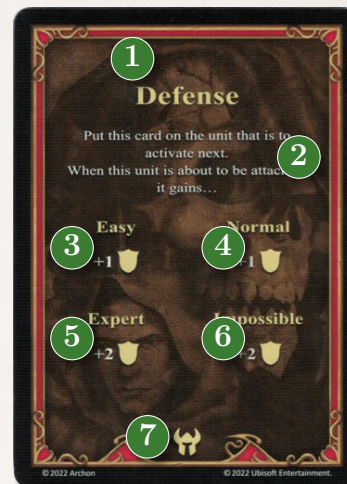 1
Defense
Put this card on the unit that is to
activate next.
2
When this unit is about to be
it gains...
Easy
Normal
3
+1
4
+1
Expert
5
+2
6
+2
7
© 2022 Archon
© 2022 Ubisoft Entertainment.